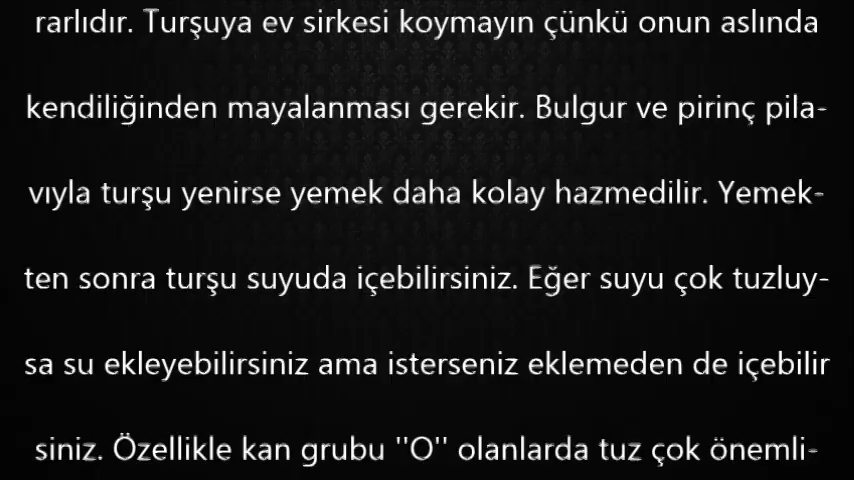 rarlıdır. Turşuya ev sirkesi koymayın çünkü onun aslında
kendiliğinden mayalanması gerekir. Bulgur ve pirinç pila-
vıyla turşu yenirse yemek daha kolay hazmedilir. Yemek-
ten sonra turşu suyuda içebilirsiniz. Eğer suyu çok tuzluy-
sa su ekleyebilirsiniz ama isterseniz eklemeden de içebilir
siniz. Özellikle kan grubu ''O'' olanlarda tuz çok önemli-